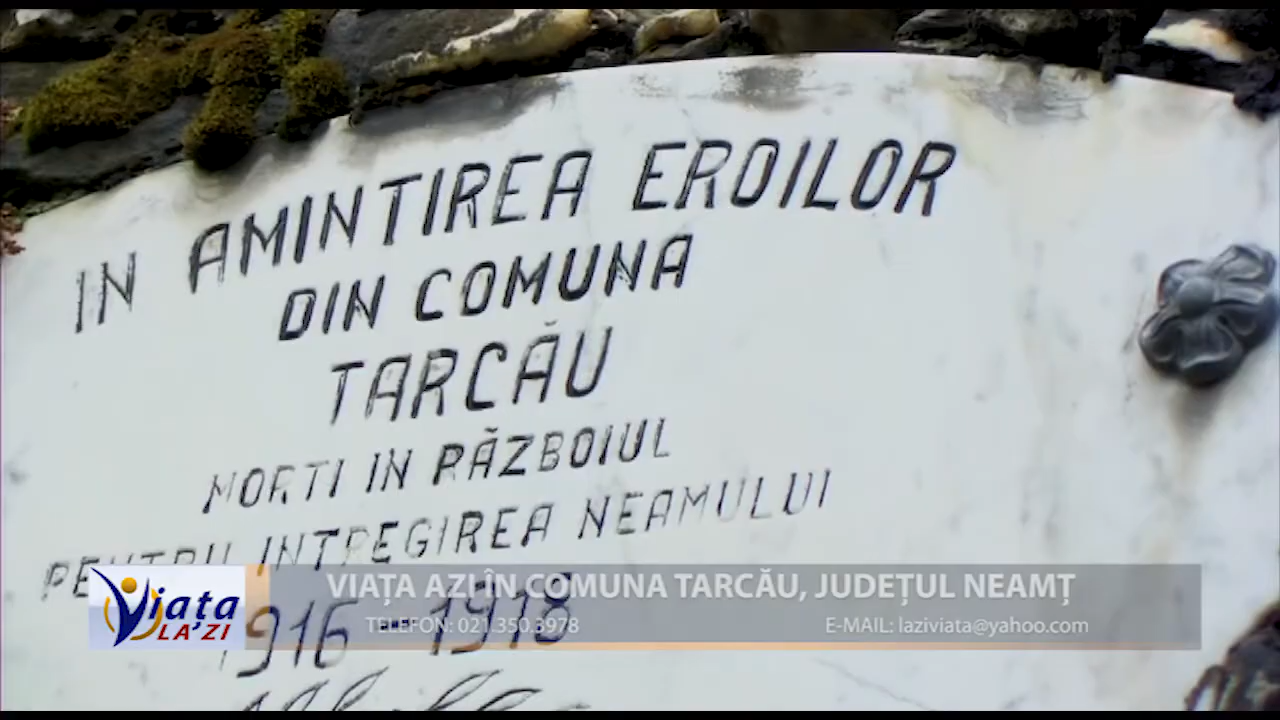 IN AMINTIREA EROILOR
DIN COMUNA
TARCĂU
MORTI IN RĂZBOIUL
PENTRU INTREGIREA NEAMULUI
1916 - 1918
VIAȚA AZI ÎN COMUNA TARCĂU, JUDEȚUL NEAMȚ
TELEFON: 021.350.3978 E-MAIL: laziviata@yahoo.com
Viața
LA ZI